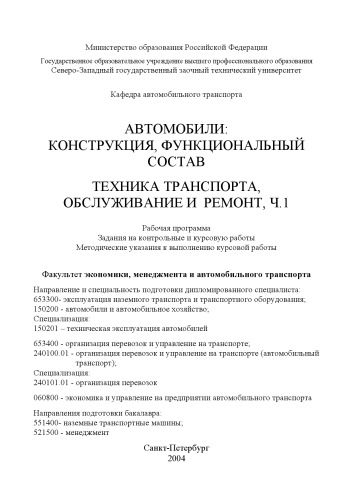 Министерство образования Российской Федерации
Государственное образовательное учреждение высшего профессионального образования
Северо-Западный государственный заочный технический университет
Кафедра автомобильного транспорта
АВТОМОБИЛИ:
КОНСТРУКЦИЯ, ФУНКЦИОНАЛЬНЫЙ
СОСТАВ
ТЕХНИКА ТРАНСПОРТА,
ОБСЛУЖИВАНИЕ И РЕМОНТ, Ч.1
Рабочая программа
Задания на контрольные и курсовую работы
Методические указания к выполнению курсовой работы
Факультет экономики, менеджмента и автомобильного транспорта
Направление и специальность подготовки дипломированного специалиста:
653300- эксплуатация наземного транспорта и транспортного оборудования;
150200 - автомобили и автомобильное хозяйство;
Специализация:
150201 – техническая эксплуатация автомобилей
653400 - организация перевозок и управление на транспорте;
240100.01 - организация перевозок и управление на транспорте (автомобильный
транспорт);
Специализация:
240101.01 - организация перевозок
060800 - экономика и управление на предприятии автомобильного транспорта
Направления подготовки бакалавра:
551400- наземные транспортные машины;
521500 - менеджмент
Санкт-Петербург
2004